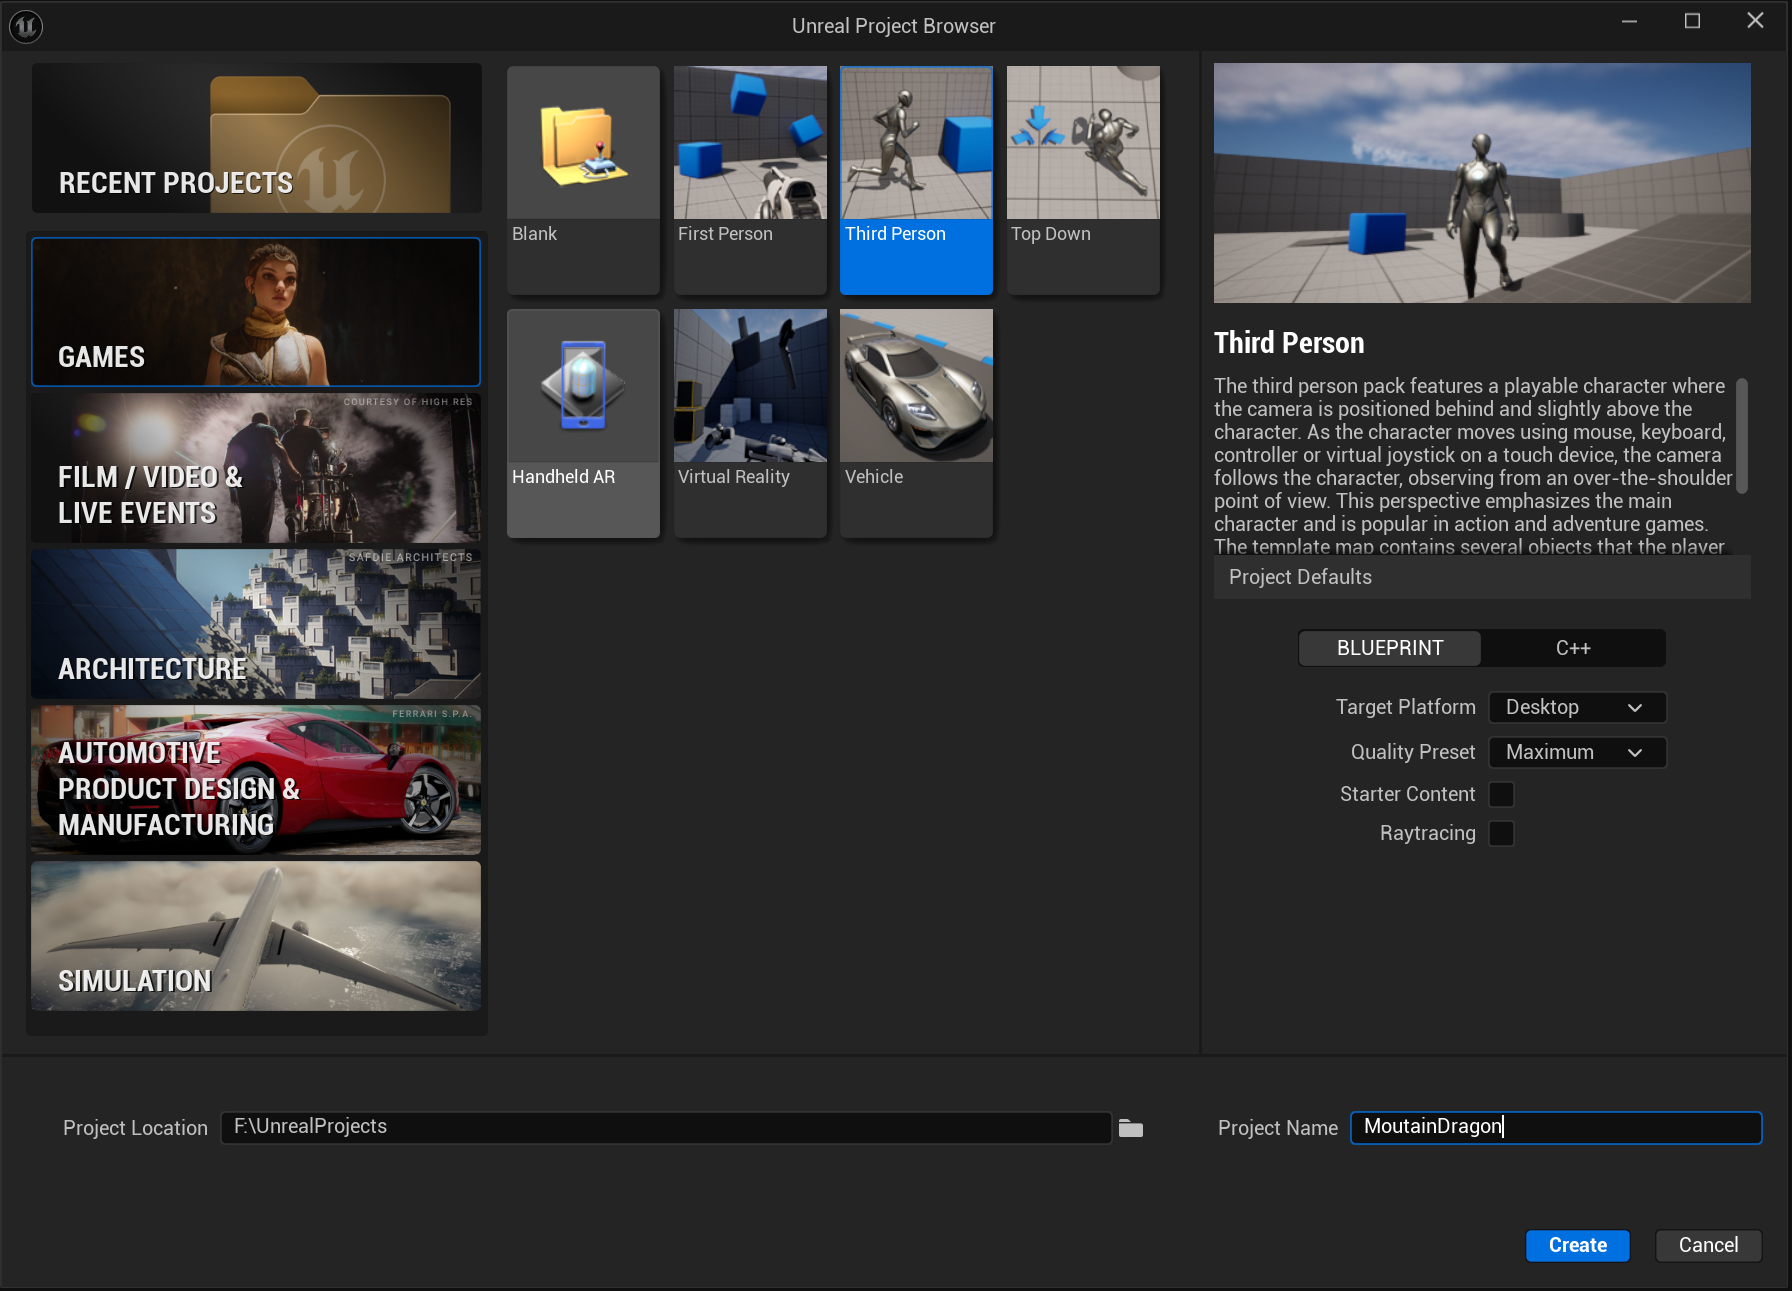 Unreal Project Browser
RECENT PROJECTS
GAMES
COURTESY OF HIGH RES
FILM / VIDEO &
LIVE EVENTS
SAFDIE ARCHITECTS
ARCHITECTURE
FERRARI S.P.A.
AUTOMOTIVE
PRODUCT DESIGN &
MANUFACTURING
SIMULATION
Blank
First Person
Third Person
Top Down
Handheld AR
Virtual Reality
Vehicle
Third Person
The third person pack features a playable character where
the camera is positioned behind and slightly above the
character. As the character moves using mouse, keyboard,
controller or virtual joystick on a touch device, the camera
follows the character, observing from an over-the-shoulder
point of view. This perspective emphasizes the main
character and is popular in action and adventure games.
The template map contains several objects that the player
Project Defaults
BLUEPRINT
C++
Target Platform
Desktop
Quality Preset
Maximum
Starter Content
Raytracing
Project Location
F:\UnrealProjects
Project Name
MoutainDragon
Create
Cancel